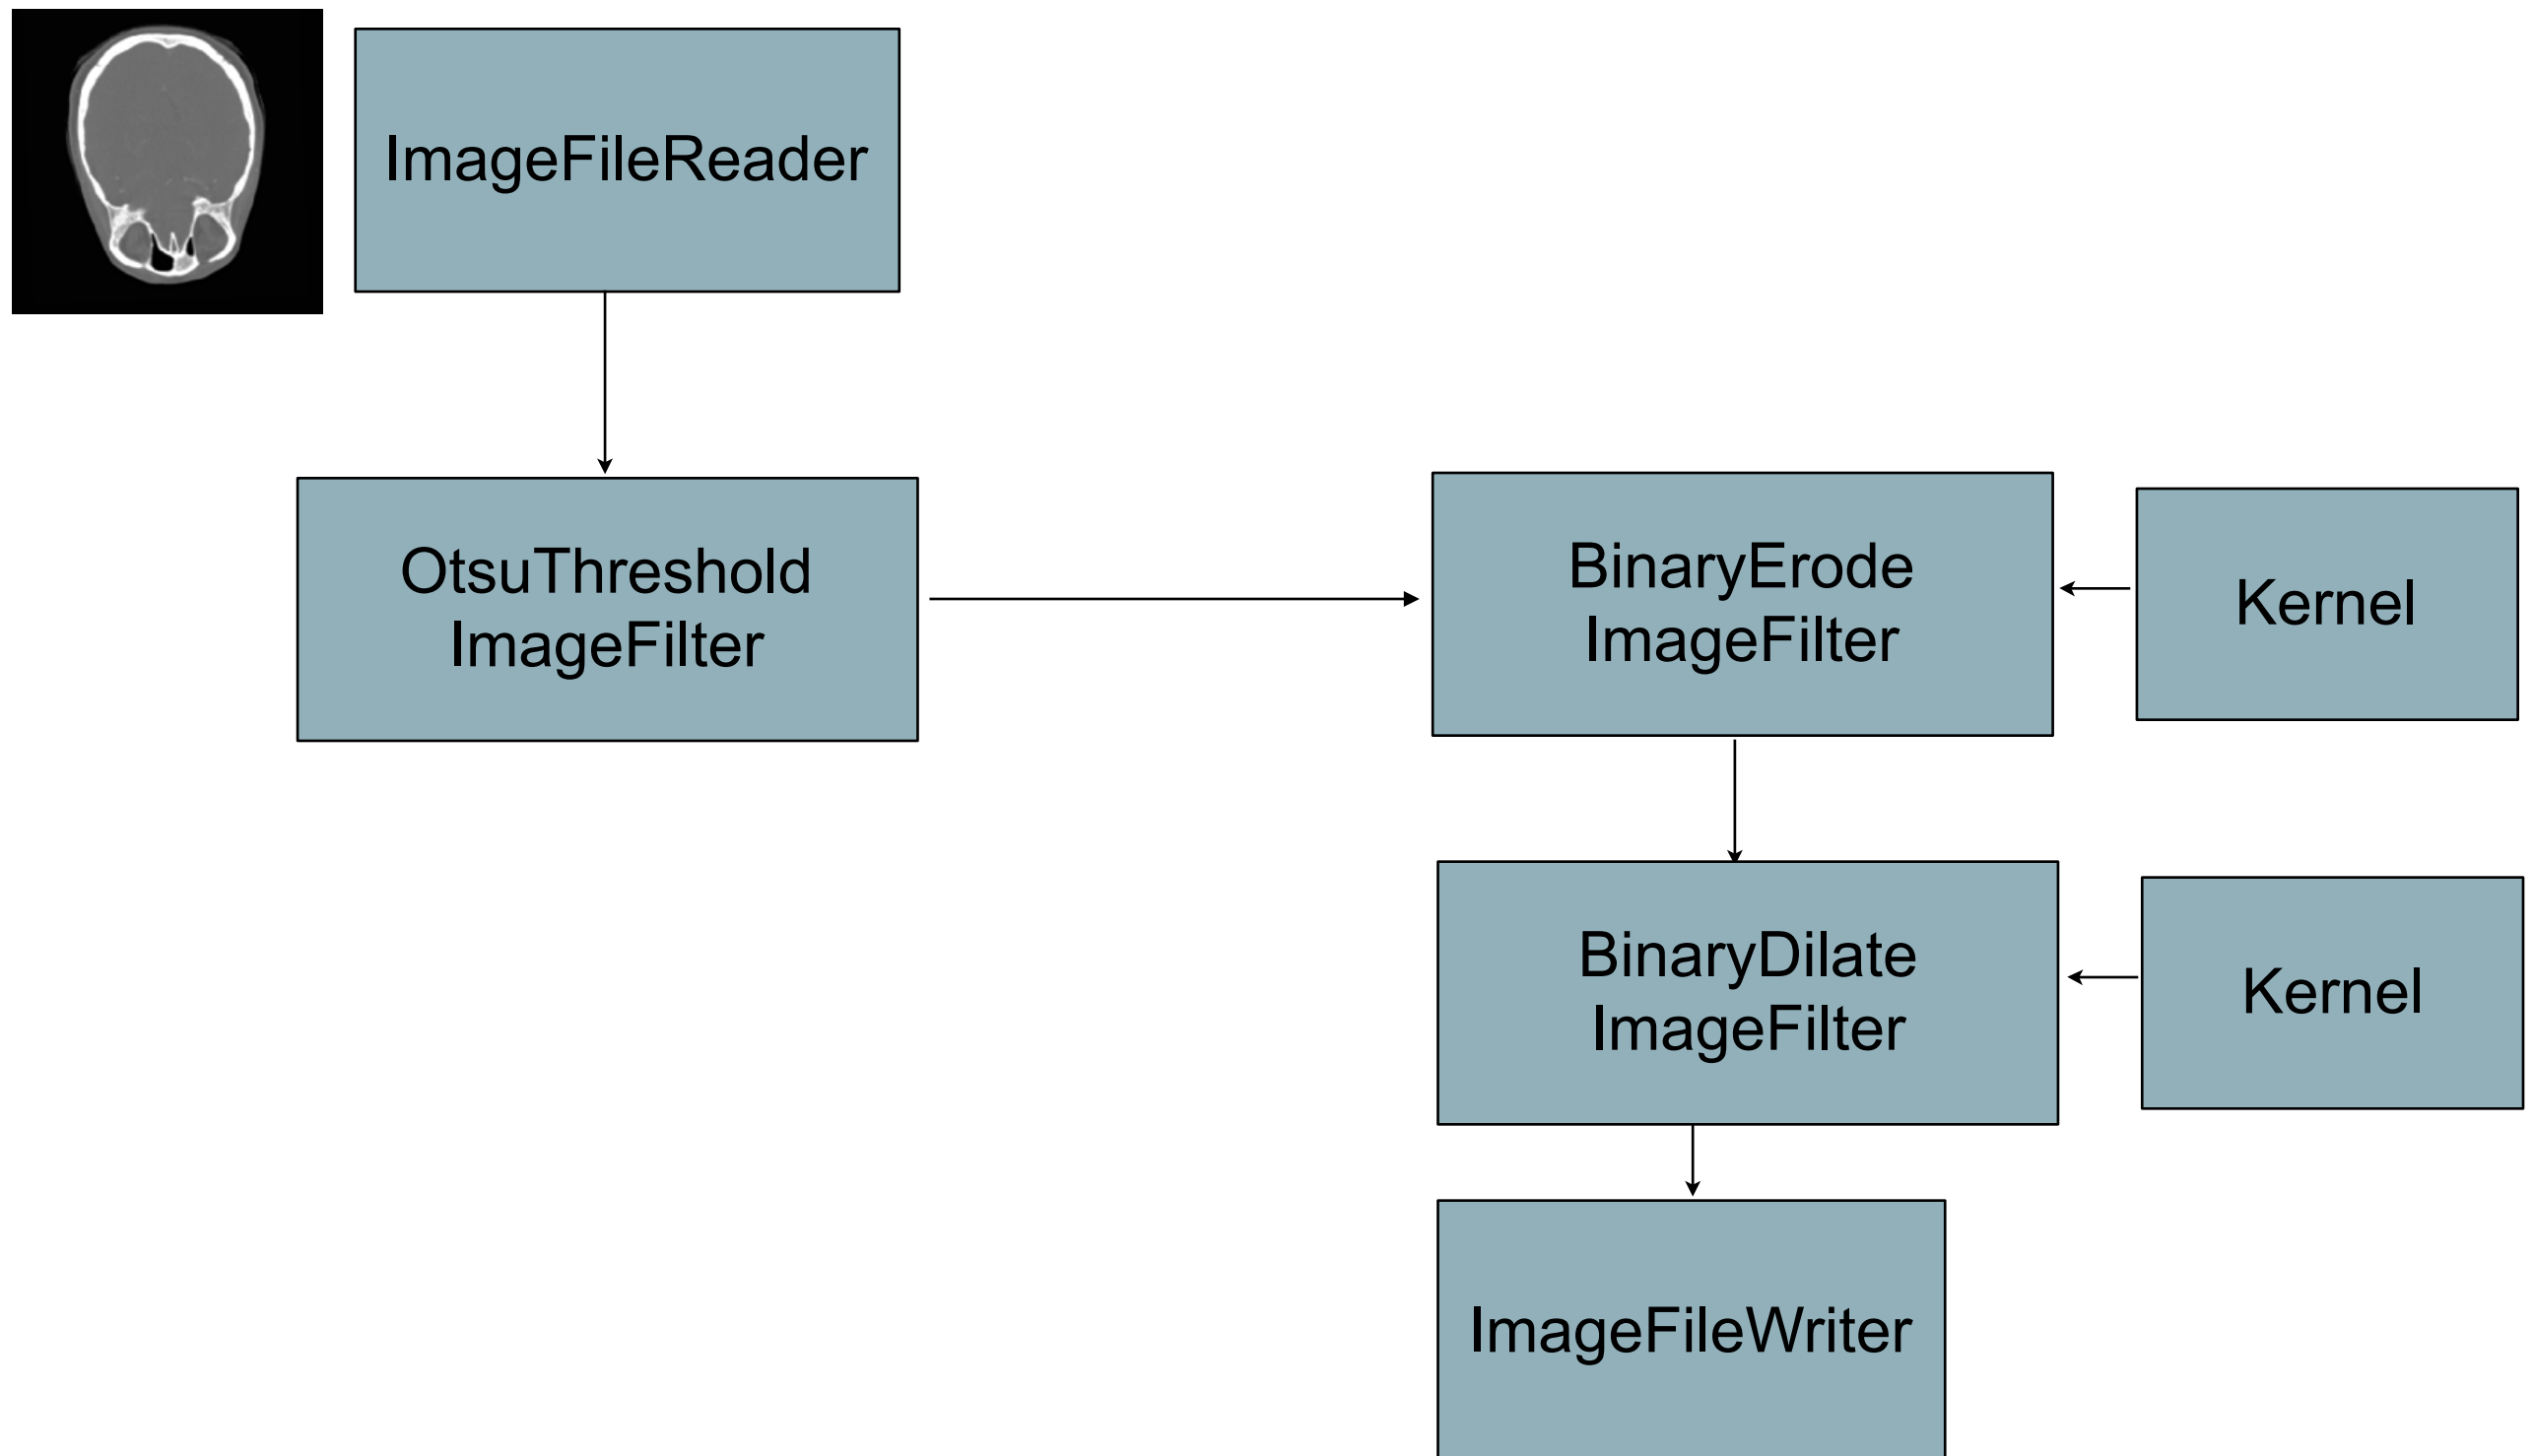 ImageFileReader
OtsuThreshold
ImageFilter
BinaryErode
ImageFilter
Kernel
BinaryDilate
ImageFilter
Kernel
ImageFileWriter